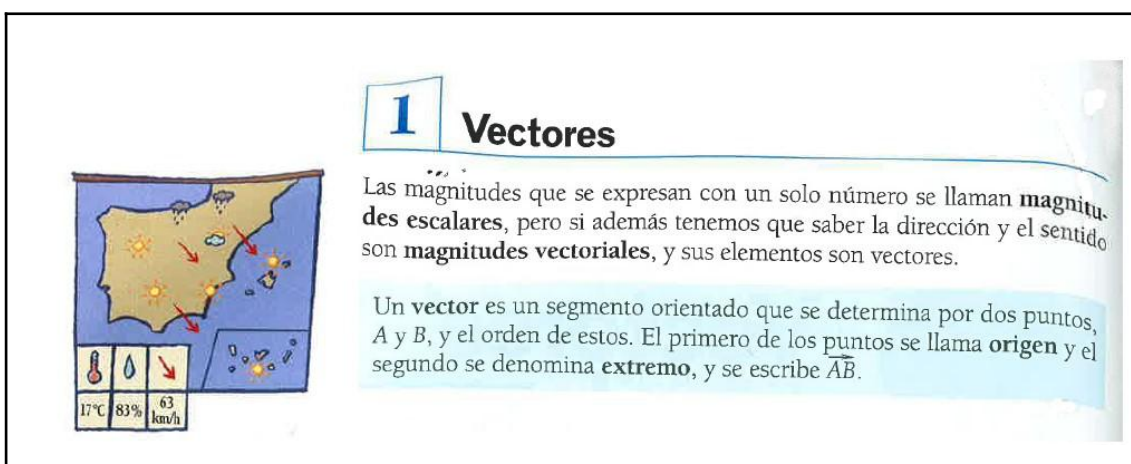 1 Vectores
Las magnitudes que se expresan con un solo número se llaman magnitu-
des escalares, pero si además tenemos que saber la dirección y el sentido
son magnitudes vectoriales, y sus elementos son vectores.
Un vector es un segmento orientado que se determina por dos puntos,
A y B, y el orden de estos. El primero de los puntos se llama origen y el
segundo se denomina extremo, y se escribe AB.
17°C 83% 63
km/h